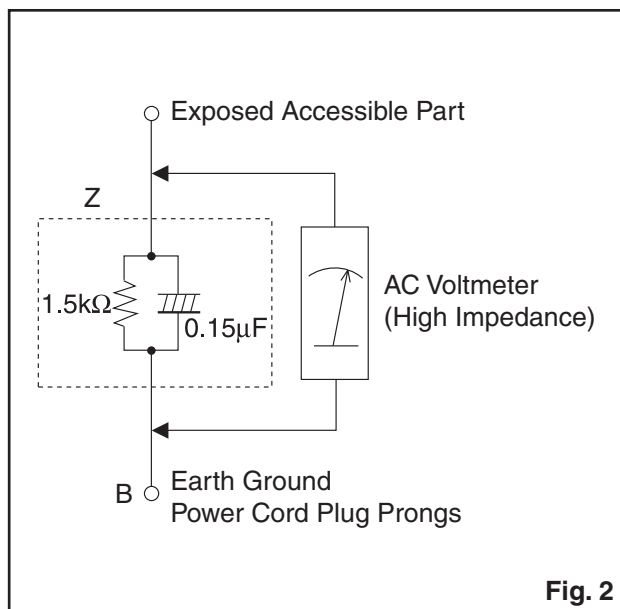 Exposed Accessible Part
Z
1.5kΩ
0.15μF
AC Voltmeter
(High Impedance)
B
Earth Ground
Power Cord Plug Prongs
Fig. 2